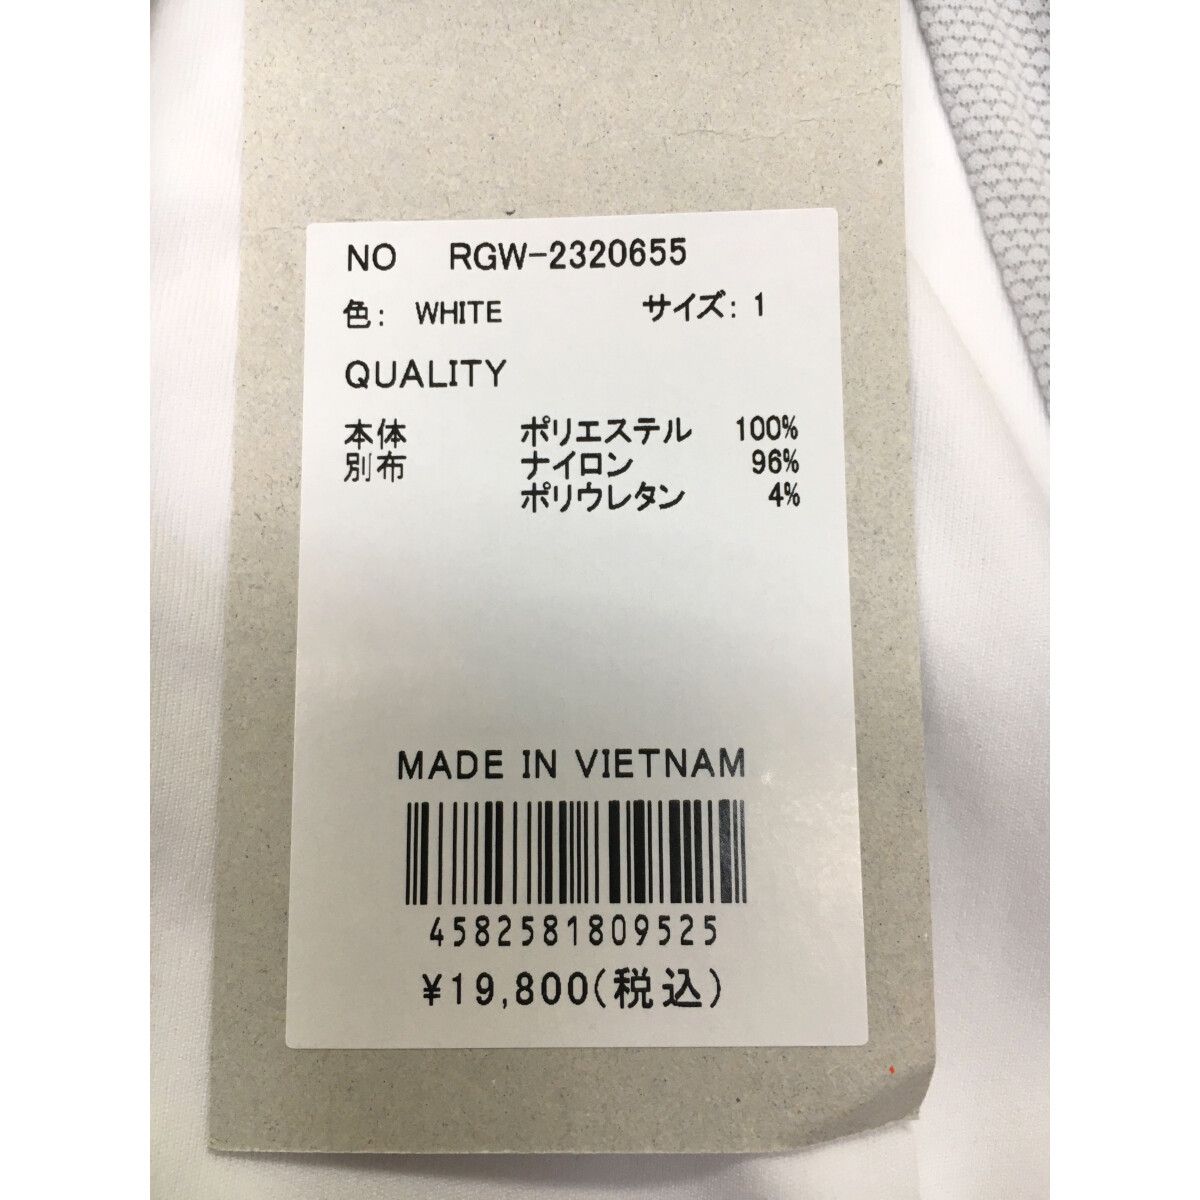 NO RGW-2320655
色: WHITE サイズ: 1
QUALITY
本体 ポリエステル 100%
別布 ナイロン 96%
ポリウレタン 4%
MADE IN VIETNAM
4582581809525
¥19,800(税込)